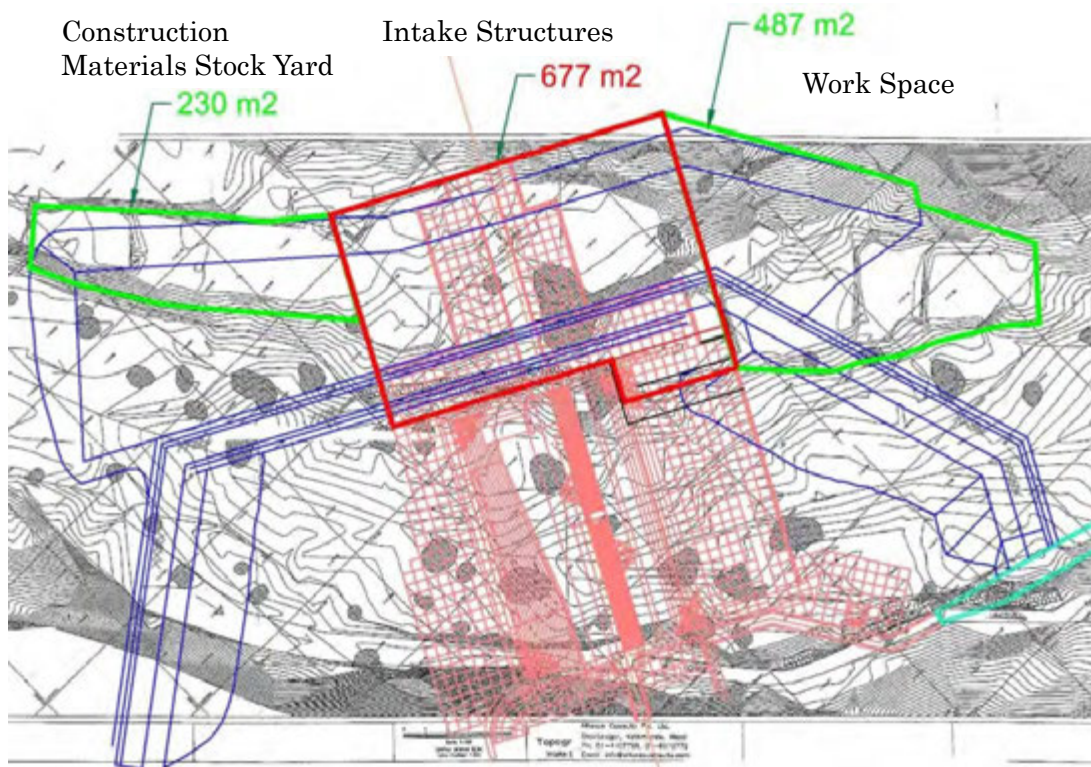 Construction
Materials Stock Yard
Intake Structures
487 m2
677 m2
Work Space
230 m2
Topogr